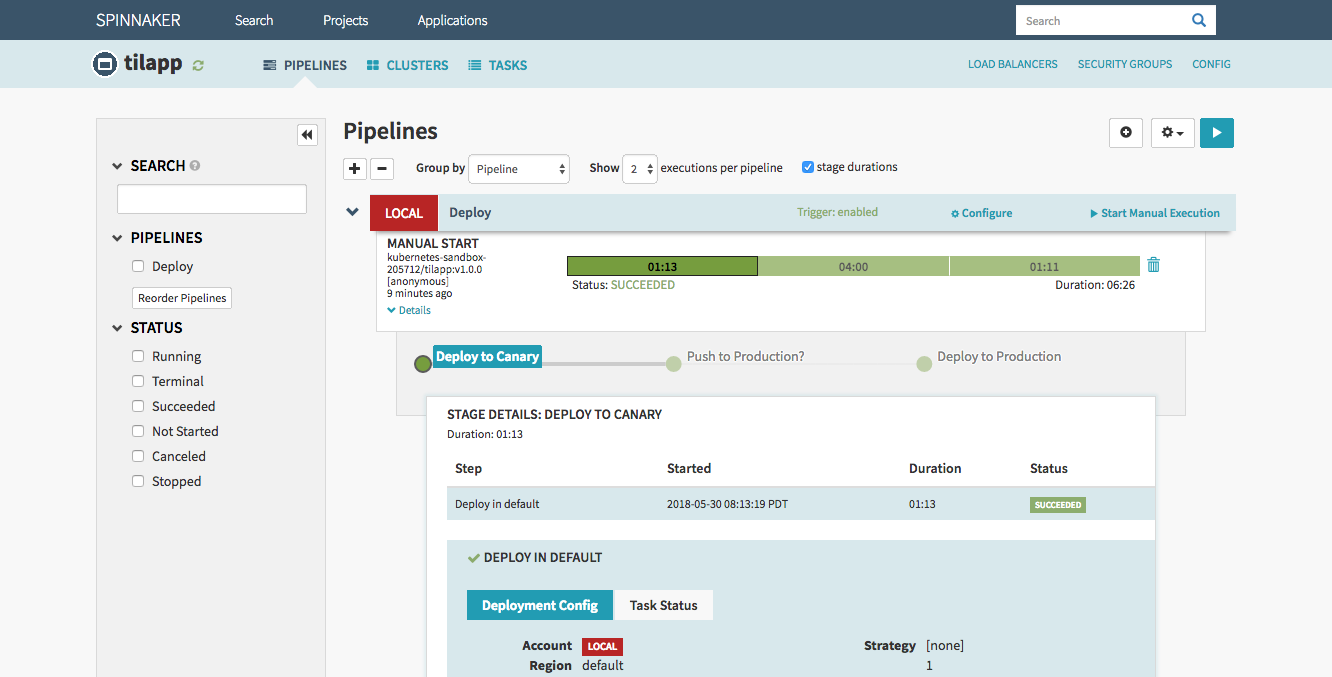 SPINNAKER Search Projects Applications Search
tilapp PIPELINES CLUSTERS TASKS LOAD BALANCERS SECURITY GROUPS CONFIG
SEARCH
PIPELINES
Deploy
Reorder Pipelines
STATUS
Running
Terminal
Succeeded
Not Started
Canceled
Stopped
Pipelines
Group by Pipeline Show 2 executions per pipeline stage durations
LOCAL Deploy Trigger: enabled Configure Start Manual Execution
MANUAL START
kubernetes-sandbox-
205712/tilapp:v1.0.0
[anonymous]
9 minutes ago
Details
01:13 04:00 01:11
Status: SUCCEEDED Duration: 06:26
Deploy to Canary Push to Production? Deploy to Production
STAGE DETAILS: DEPLOY TO CANARY
Duration: 01:13
Step Started Duration Status
Deploy in default 2018-05-30 08:13:19 PDT 01:13 SUCCEEDED
DEPLOY IN DEFAULT
Deployment Config Task Status
Account LOCAL Strategy [none]
Region default 1